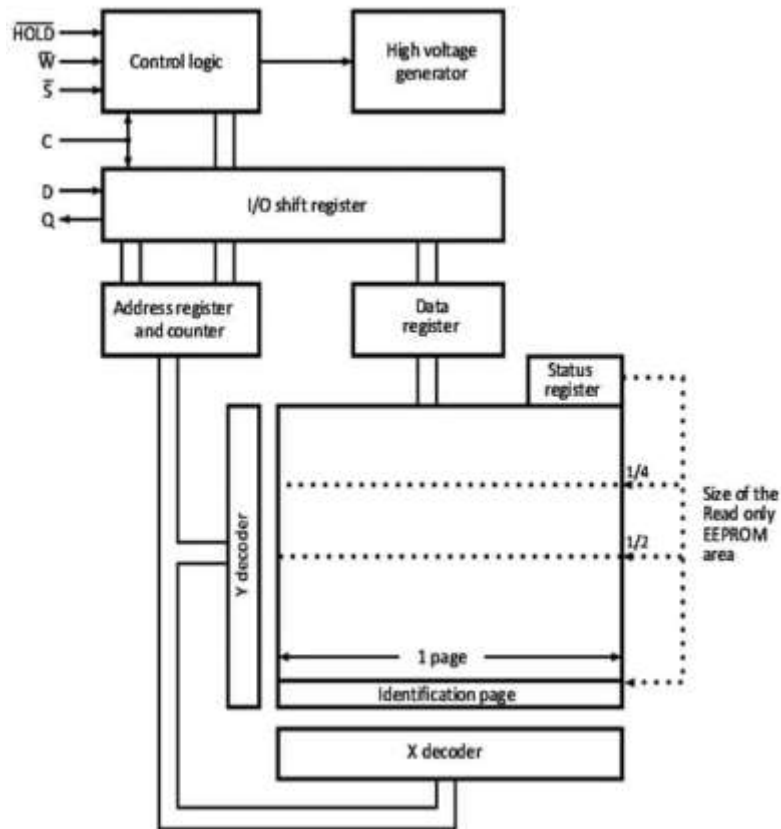 H̅O̅L̅D̅
W̅
S̅
Control logic
High voltage
generator
C
D
Q
I/O shift register
Address register
and counter
Data
register
Status
register
1/4
Size of the
Read only
EEPROM
area
1/2
Y decoder
1 page
Identification page
X decoder